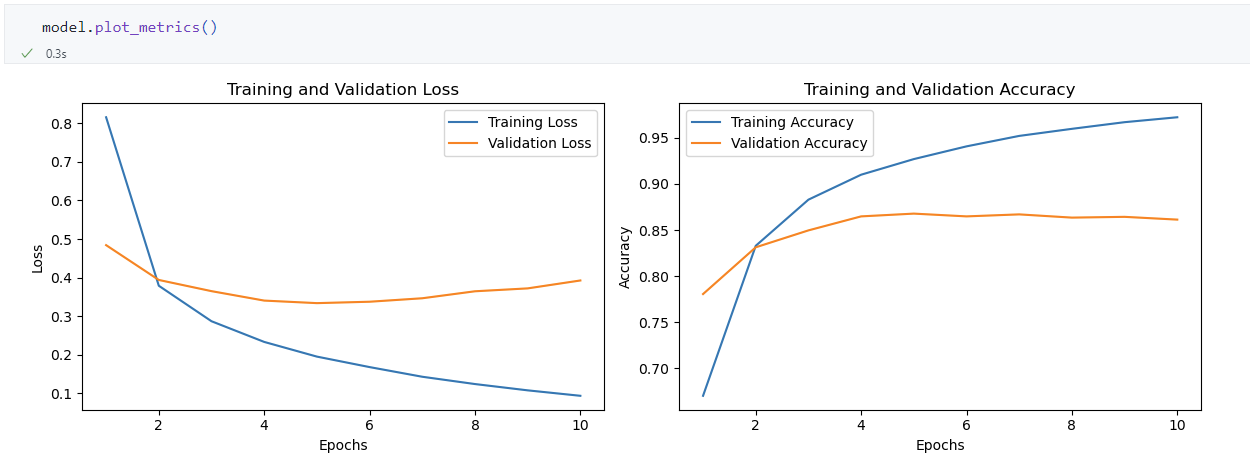 model.plot_metrics()
0.3s
Training and Validation Loss
Training Loss
Validation Loss
0.8
0.7
0.6
0.5
0.4
0.3
0.2
0.1
Loss
2 4 6 8 10
Epochs
Training and Validation Accuracy
Training Accuracy
Validation Accuracy
0.95
0.90
0.85
0.80
0.75
0.70
Accuracy
2 4 6 8 10
Epochs